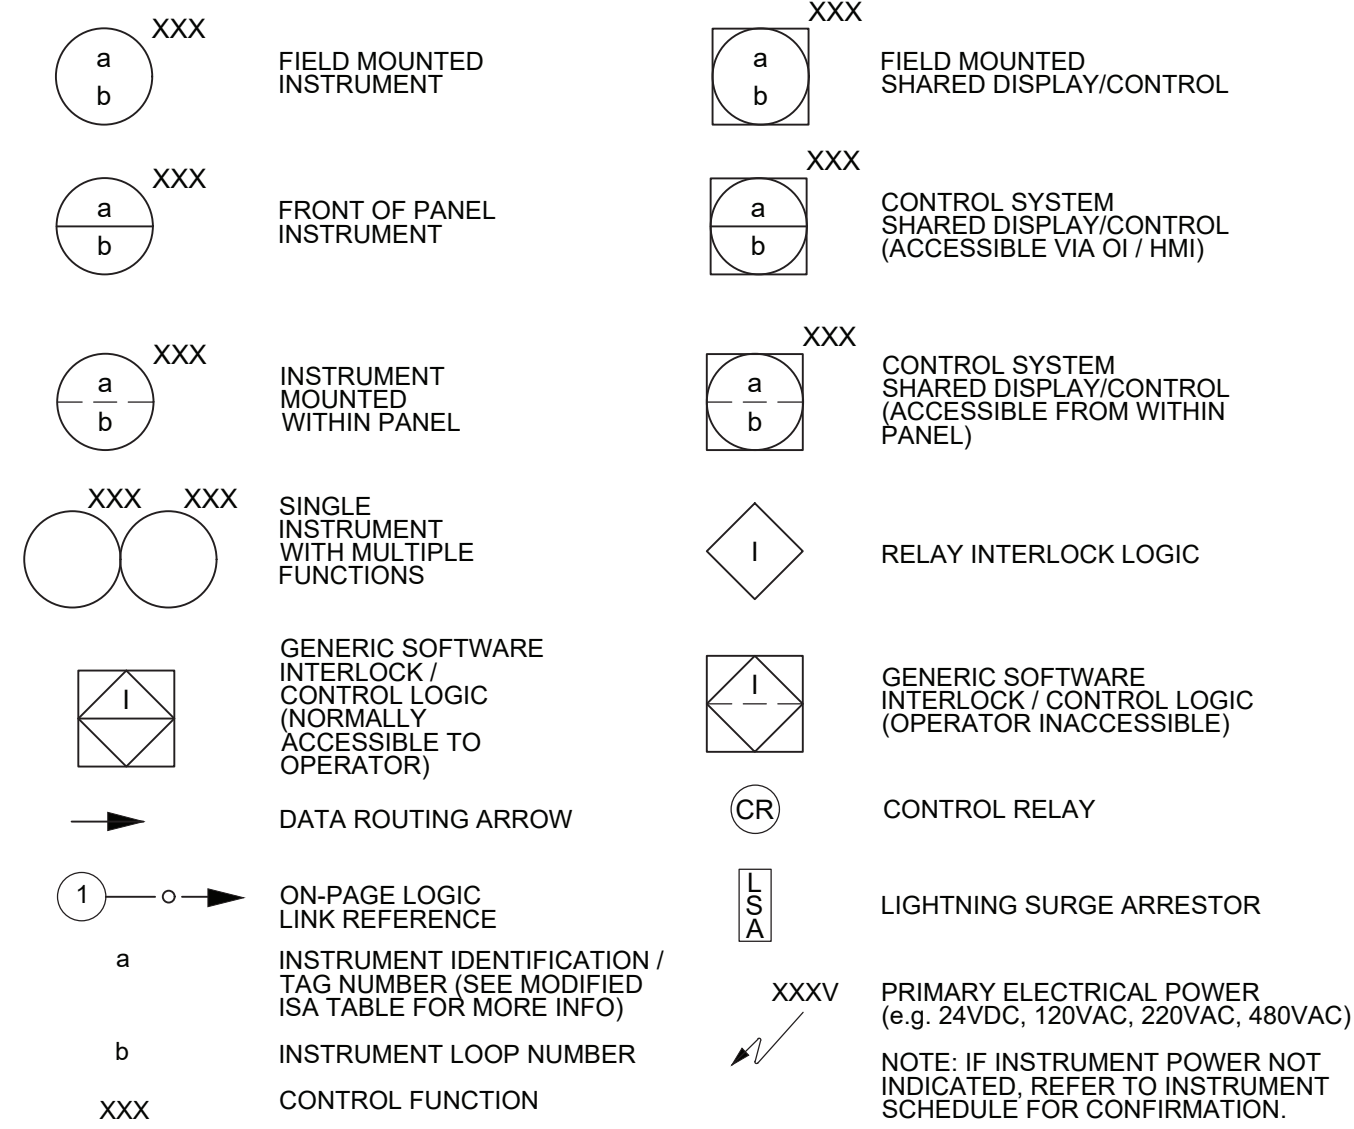 XXX
a
b
FIELD MOUNTED
INSTRUMENT
XXX
a
b
FIELD MOUNTED
SHARED DISPLAY/CONTROL
XXX
a
b
FRONT OF PANEL
INSTRUMENT
XXX
a
b
CONTROL SYSTEM
SHARED DISPLAY/CONTROL
(ACCESSIBLE VIA OI / HMI)
XXX
a
b
INSTRUMENT
MOUNTED
WITHIN PANEL
XXX
a
b
CONTROL SYSTEM
SHARED DISPLAY/CONTROL
(ACCESSIBLE FROM WITHIN
PANEL)
XXX XXX
SINGLE
INSTRUMENT
WITH MULTIPLE
FUNCTIONS
I
RELAY INTERLOCK LOGIC
I
GENERIC SOFTWARE
INTERLOCK /
CONTROL LOGIC
(NORMALLY
ACCESSIBLE TO
OPERATOR)
I
GENERIC SOFTWARE
INTERLOCK / CONTROL LOGIC
(OPERATOR INACCESSIBLE)
DATA ROUTING ARROW
CR
CONTROL RELAY
1
ON-PAGE LOGIC
LINK REFERENCE
L
S
A
LIGHTNING SURGE ARRESTOR
a
INSTRUMENT IDENTIFICATION /
TAG NUMBER (SEE MODIFIED
ISA TABLE FOR MORE INFO)
XXXV
PRIMARY ELECTRICAL POWER
(e.g. 24VDC, 120VAC, 220VAC, 480VAC)
b
INSTRUMENT LOOP NUMBER
NOTE: IF INSTRUMENT POWER NOT
INDICATED, REFER TO INSTRUMENT
SCHEDULE FOR CONFIRMATION.
XXX
CONTROL FUNCTION